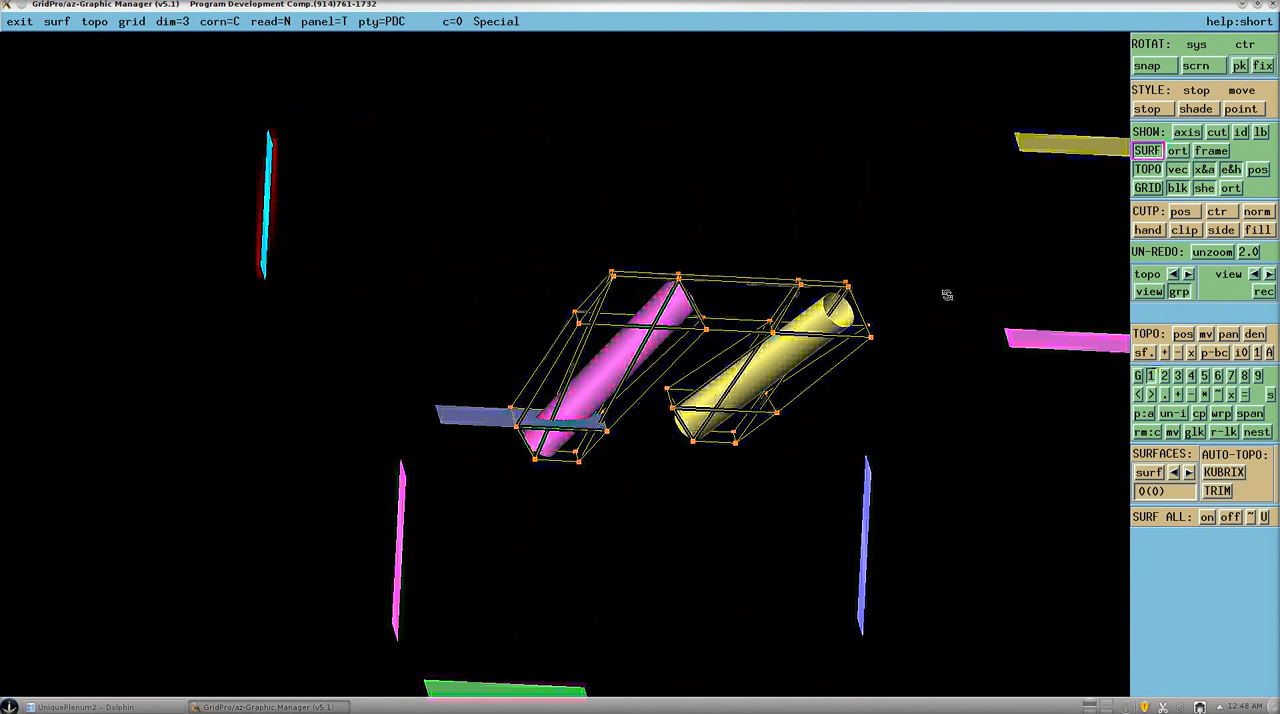 GridPro/az-Graphic Manager (v5.1) Program Development Comp.(914)761-1732
exit surf topo grid dim=3 corn=C read=N panel=T pty=PDC c=0 Special help:short
ROTAT: sys ctr
snap scrn pk fix
STYLE: stop move
stop shade point
SHOW: axis cut id lb
SURF ort frame
TOPO vec x&a e&h pos
GRID blk she ort
CUTP: pos ctr norm
hand clip side fill
UN-REDO: unzoom 2.0
topo view
view grp rec
TOPO: pos mv pan den
sf. + - x p-bc i0 1 A
G 1 2 3 4 5 6 7 8 9
< > . + - * ~ x = s
p:a un-i cp wrp span
rm:c mv glk r-lk nest
SURFACES: AUTO-TOPO:
surf KUBRIX
0(0) TRIM
SURF ALL: on off ~ U
UniquePlenum2 – Dolphin
GridPro/az-Graphic Manager (v5.1)
12:48 AM